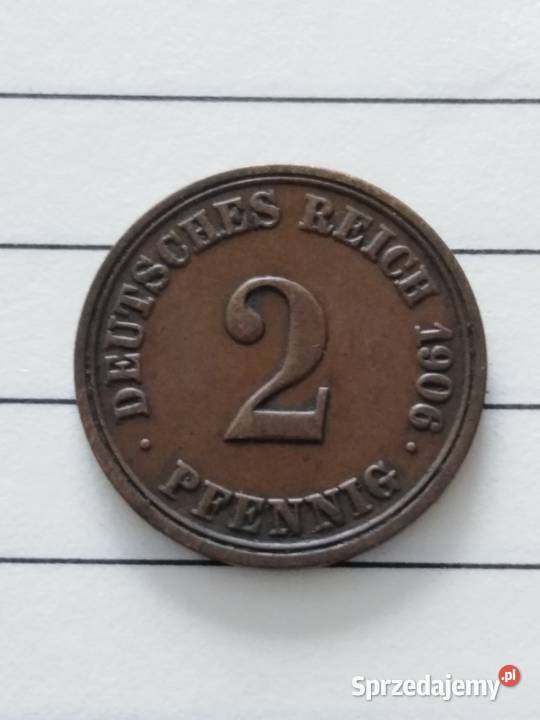 · DEUTSCHES REICH 1906 ·
2
PFENNIG
Sprzedajemy.pl